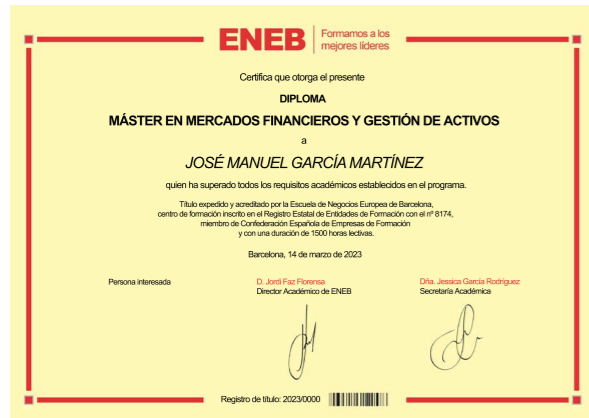 ENEB
Formamos a los
mejores líderes
Certifica que otorga el presente
DIPLOMA
MÁSTER EN MERCADOS FINANCIEROS Y GESTIÓN DE ACTIVOS
a
JOSÉ MANUEL GARCÍA MARTÍNEZ
quien ha superado todos los requisitos académicos establecidos en el programa.
Título expedido y acreditado por la Escuela de Negocios Europea de Barcelona,
centro de formación inscrito en el Registro Estatal de Entidades de Formación con el nº 8174,
miembro de Confederación Española de Empresas de Formación
y con una duración de 1500 horas lectivas.
Barcelona, 14 de marzo de 2023
Persona interesada
D. Jordi Faz Florensa
Director Académico de ENEB
Dña. Jessica García Rodríguez
Secretaría Académica
Registro de título: 2023/0000